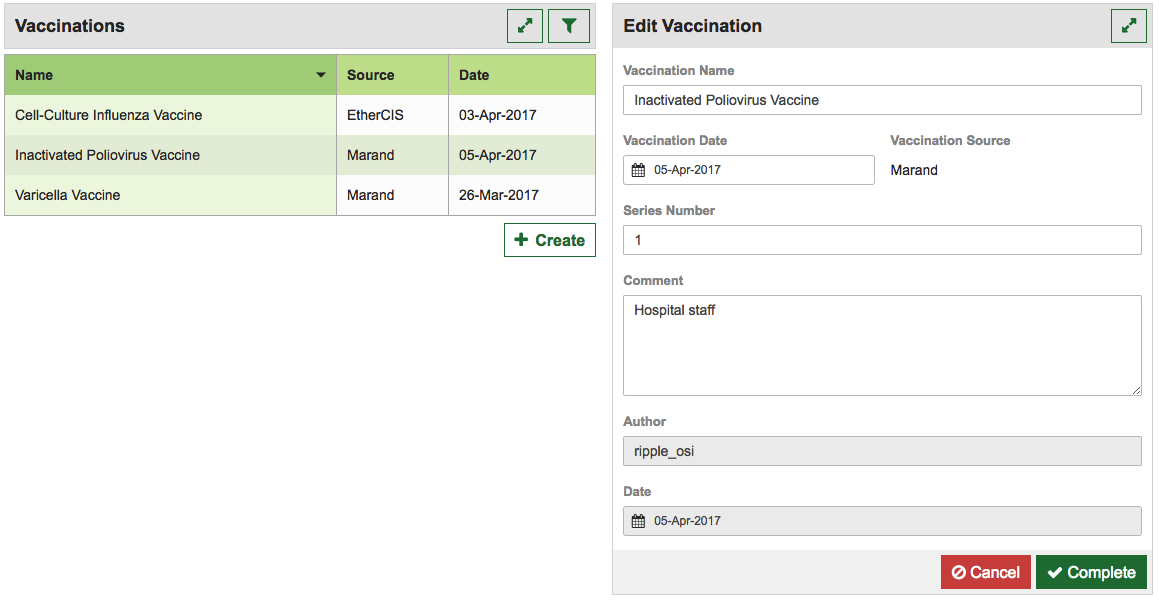 Vaccinations
Name Source Date
Cell-Culture Influenza Vaccine EtherCIS 03-Apr-2017
Inactivated Poliovirus Vaccine Marand 05-Apr-2017
Varicella Vaccine Marand 26-Mar-2017
Create
Edit Vaccination
Vaccination Name
Inactivated Poliovirus Vaccine
Vaccination Date Vaccination Source
05-Apr-2017 Marand
Series Number
1
Comment
Hospital staff
Author
ripple_osi
Date
05-Apr-2017
Cancel Complete